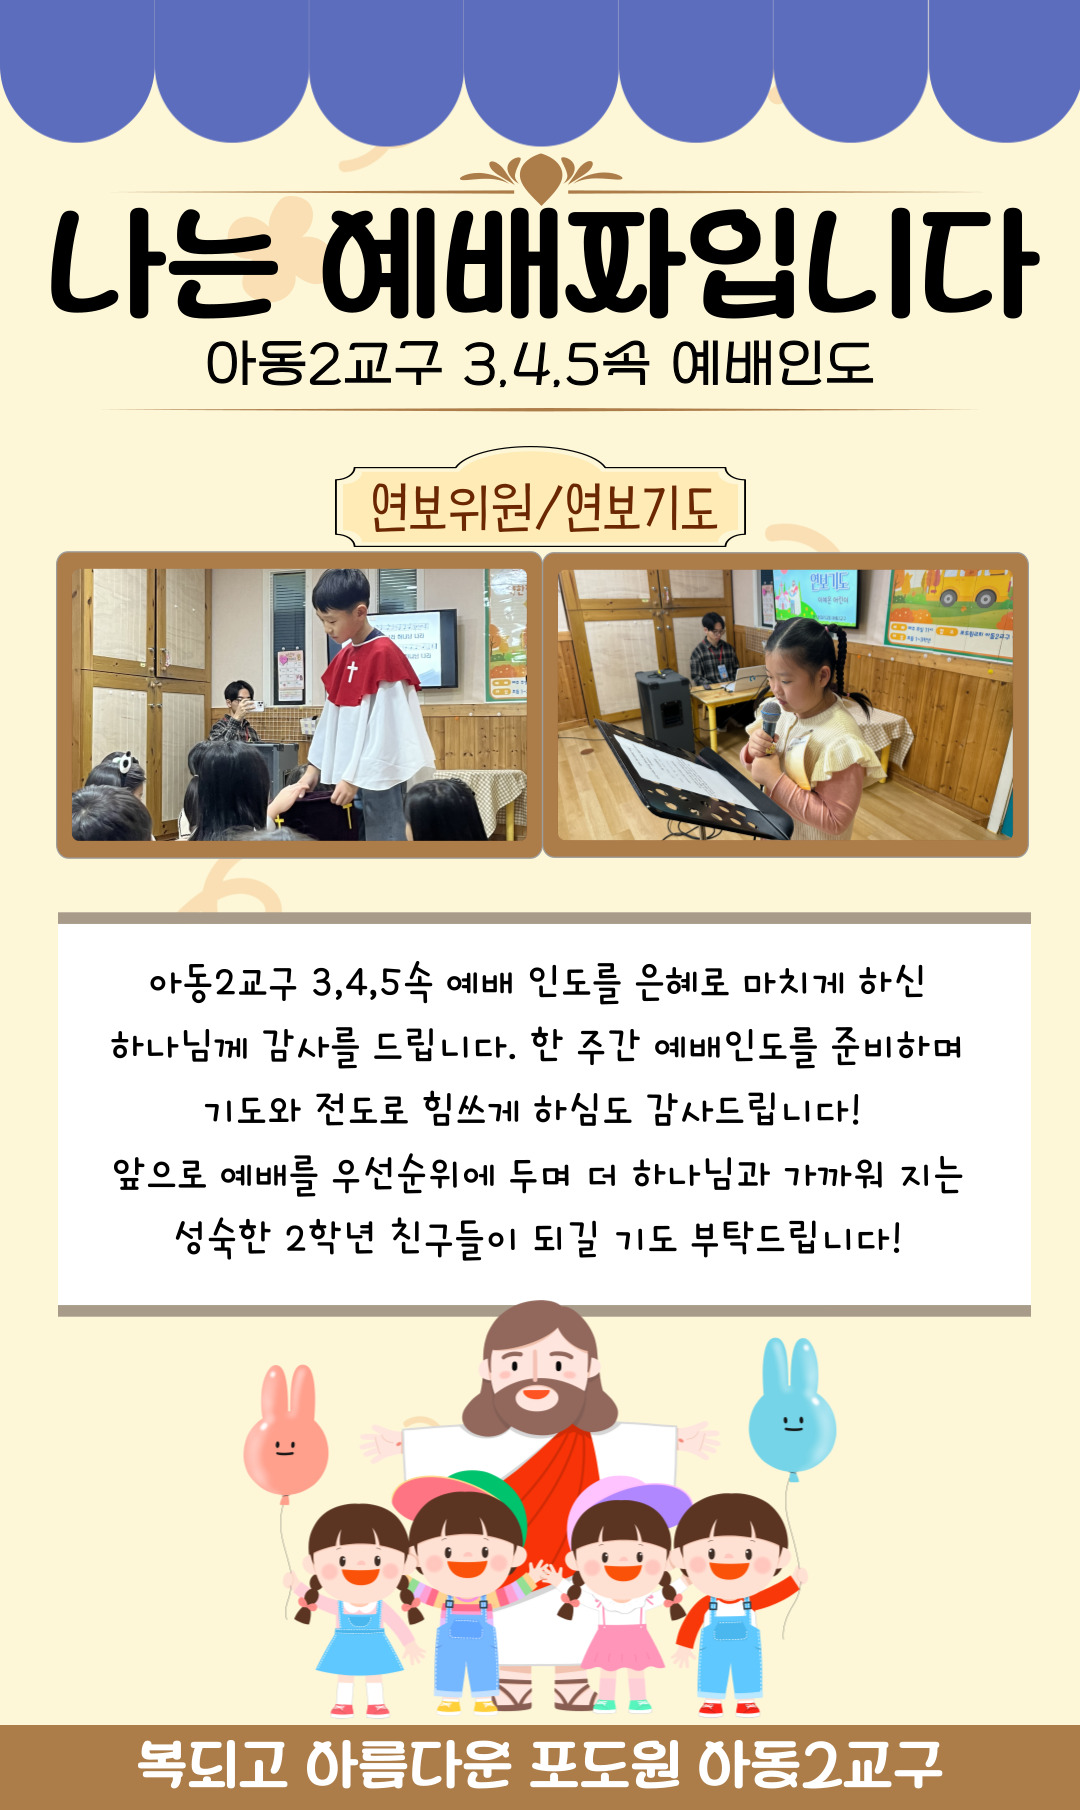 나는 예배자입니다
아동2교구 3,4,5속 예배인도
연보위원/연보기도
연보기도
아동2교구 3,4,5속 예배 인도를 은혜로 마치게 하신
하나님께 감사를 드립니다. 한 주간 예배인도를 준비하며
기도와 전도로 힘쓰게 하심도 감사드립니다!
앞으로 예배를 우선순위에 두며 더 하나님과 가까워 지는
성숙한 2학년 친구들이 되길 기도 부탁드립니다!
복되고 아름다운 포도원 아동2교구